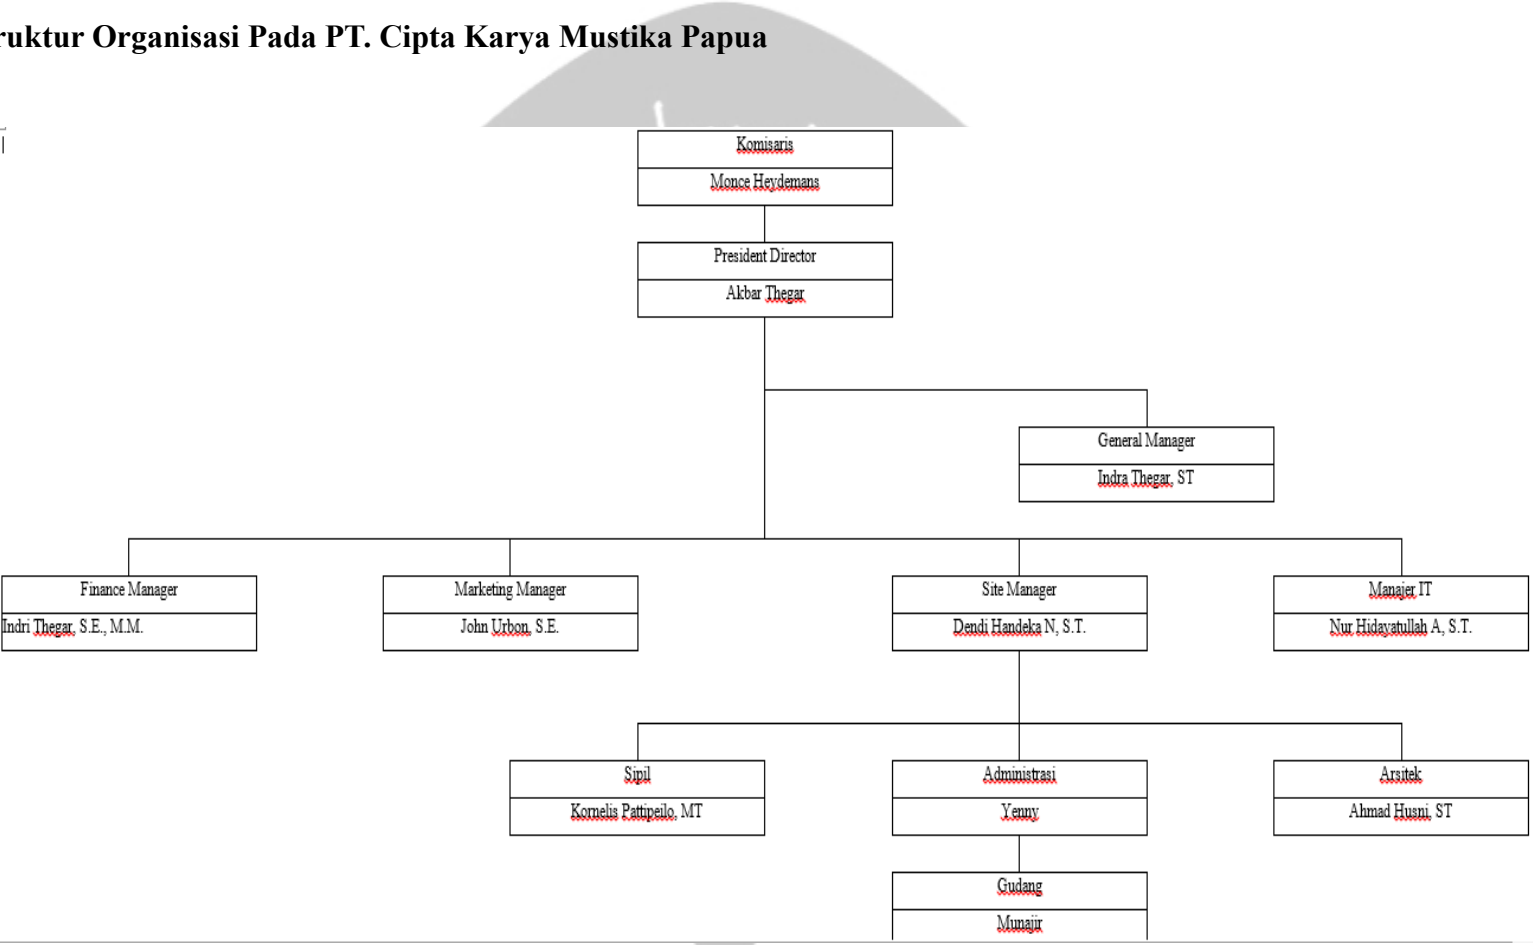 ruktur Organisasi Pada PT. Cipta Karya Mustika Papua
Komisaris
Monce Heydemans
President Director
Akbar Thegar
General Manager
Indra Thegar, ST
Finance Manager
Indri Thegar, S.E., M.M.
Marketing Manager
John Urbon, S.E.
Site Manager
Dendi Handeka N, S.T.
Manajer IT
Nur Hidayatullah A, S.T.
Sipil
Kornelis Pattipeilo, MT
Administrasi
Yenny
Arsitek
Ahmad Husni, ST
Gudang
Munajir